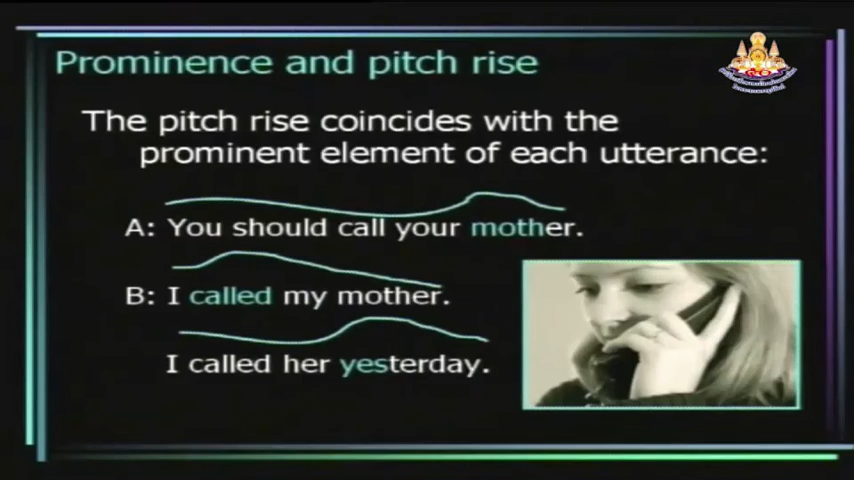 Prominence and pitch rise
The pitch rise coincides with the
prominent element of each utterance:
A: You should call your mother.
B: I called my mother.
I called her yesterday.